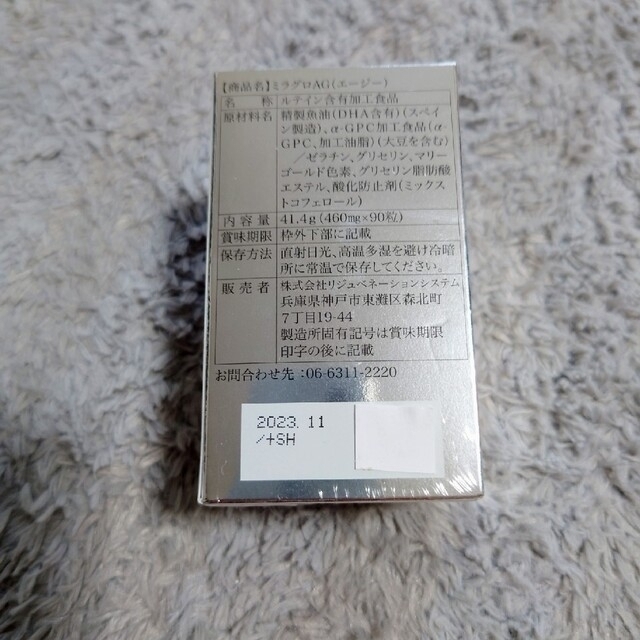 【商品名】ミラグロAG(エージー)
名称 ルテイン含有加工食品
原材料名 精製魚油(DHA含有)(スペイ
ン製造)、α-GPC加工食品(α-
GPC、加工油脂)(大豆を含む)
/ゼラチン、グリセリン、マリー
ゴールド色素、グリセリン脂肪酸
エステル、酸化防止剤(ミックス
トコフェロール)
内容量 41.4g(460mg×90粒)
賞味期限 枠外下部に記載
保存方法 直射日光、高温多湿を避け冷暗
所に常温で保存してください。
販売者 株式会社リジュベネーションシステム
兵庫県神戸市東灘区森北町
7丁目19-44
製造所固有記号は賞味期限
印字の後に記載
お問合わせ先:06-6311-2220
2023.11
/+SH